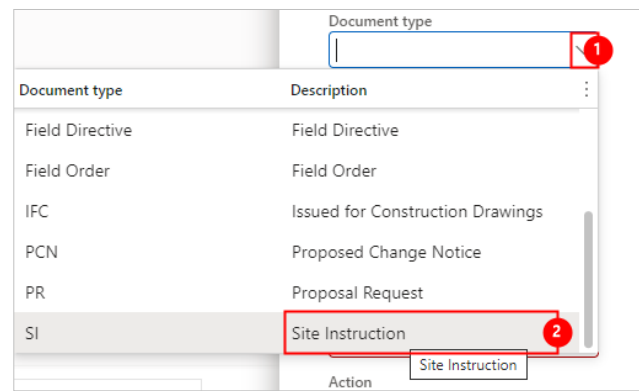 Document type
1
Document type Description
Field Directive Field Directive
Field Order Field Order
IFC Issued for Construction Drawings
PCN Proposed Change Notice
PR Proposal Request
SI Site Instruction 2
Site Instruction
Action